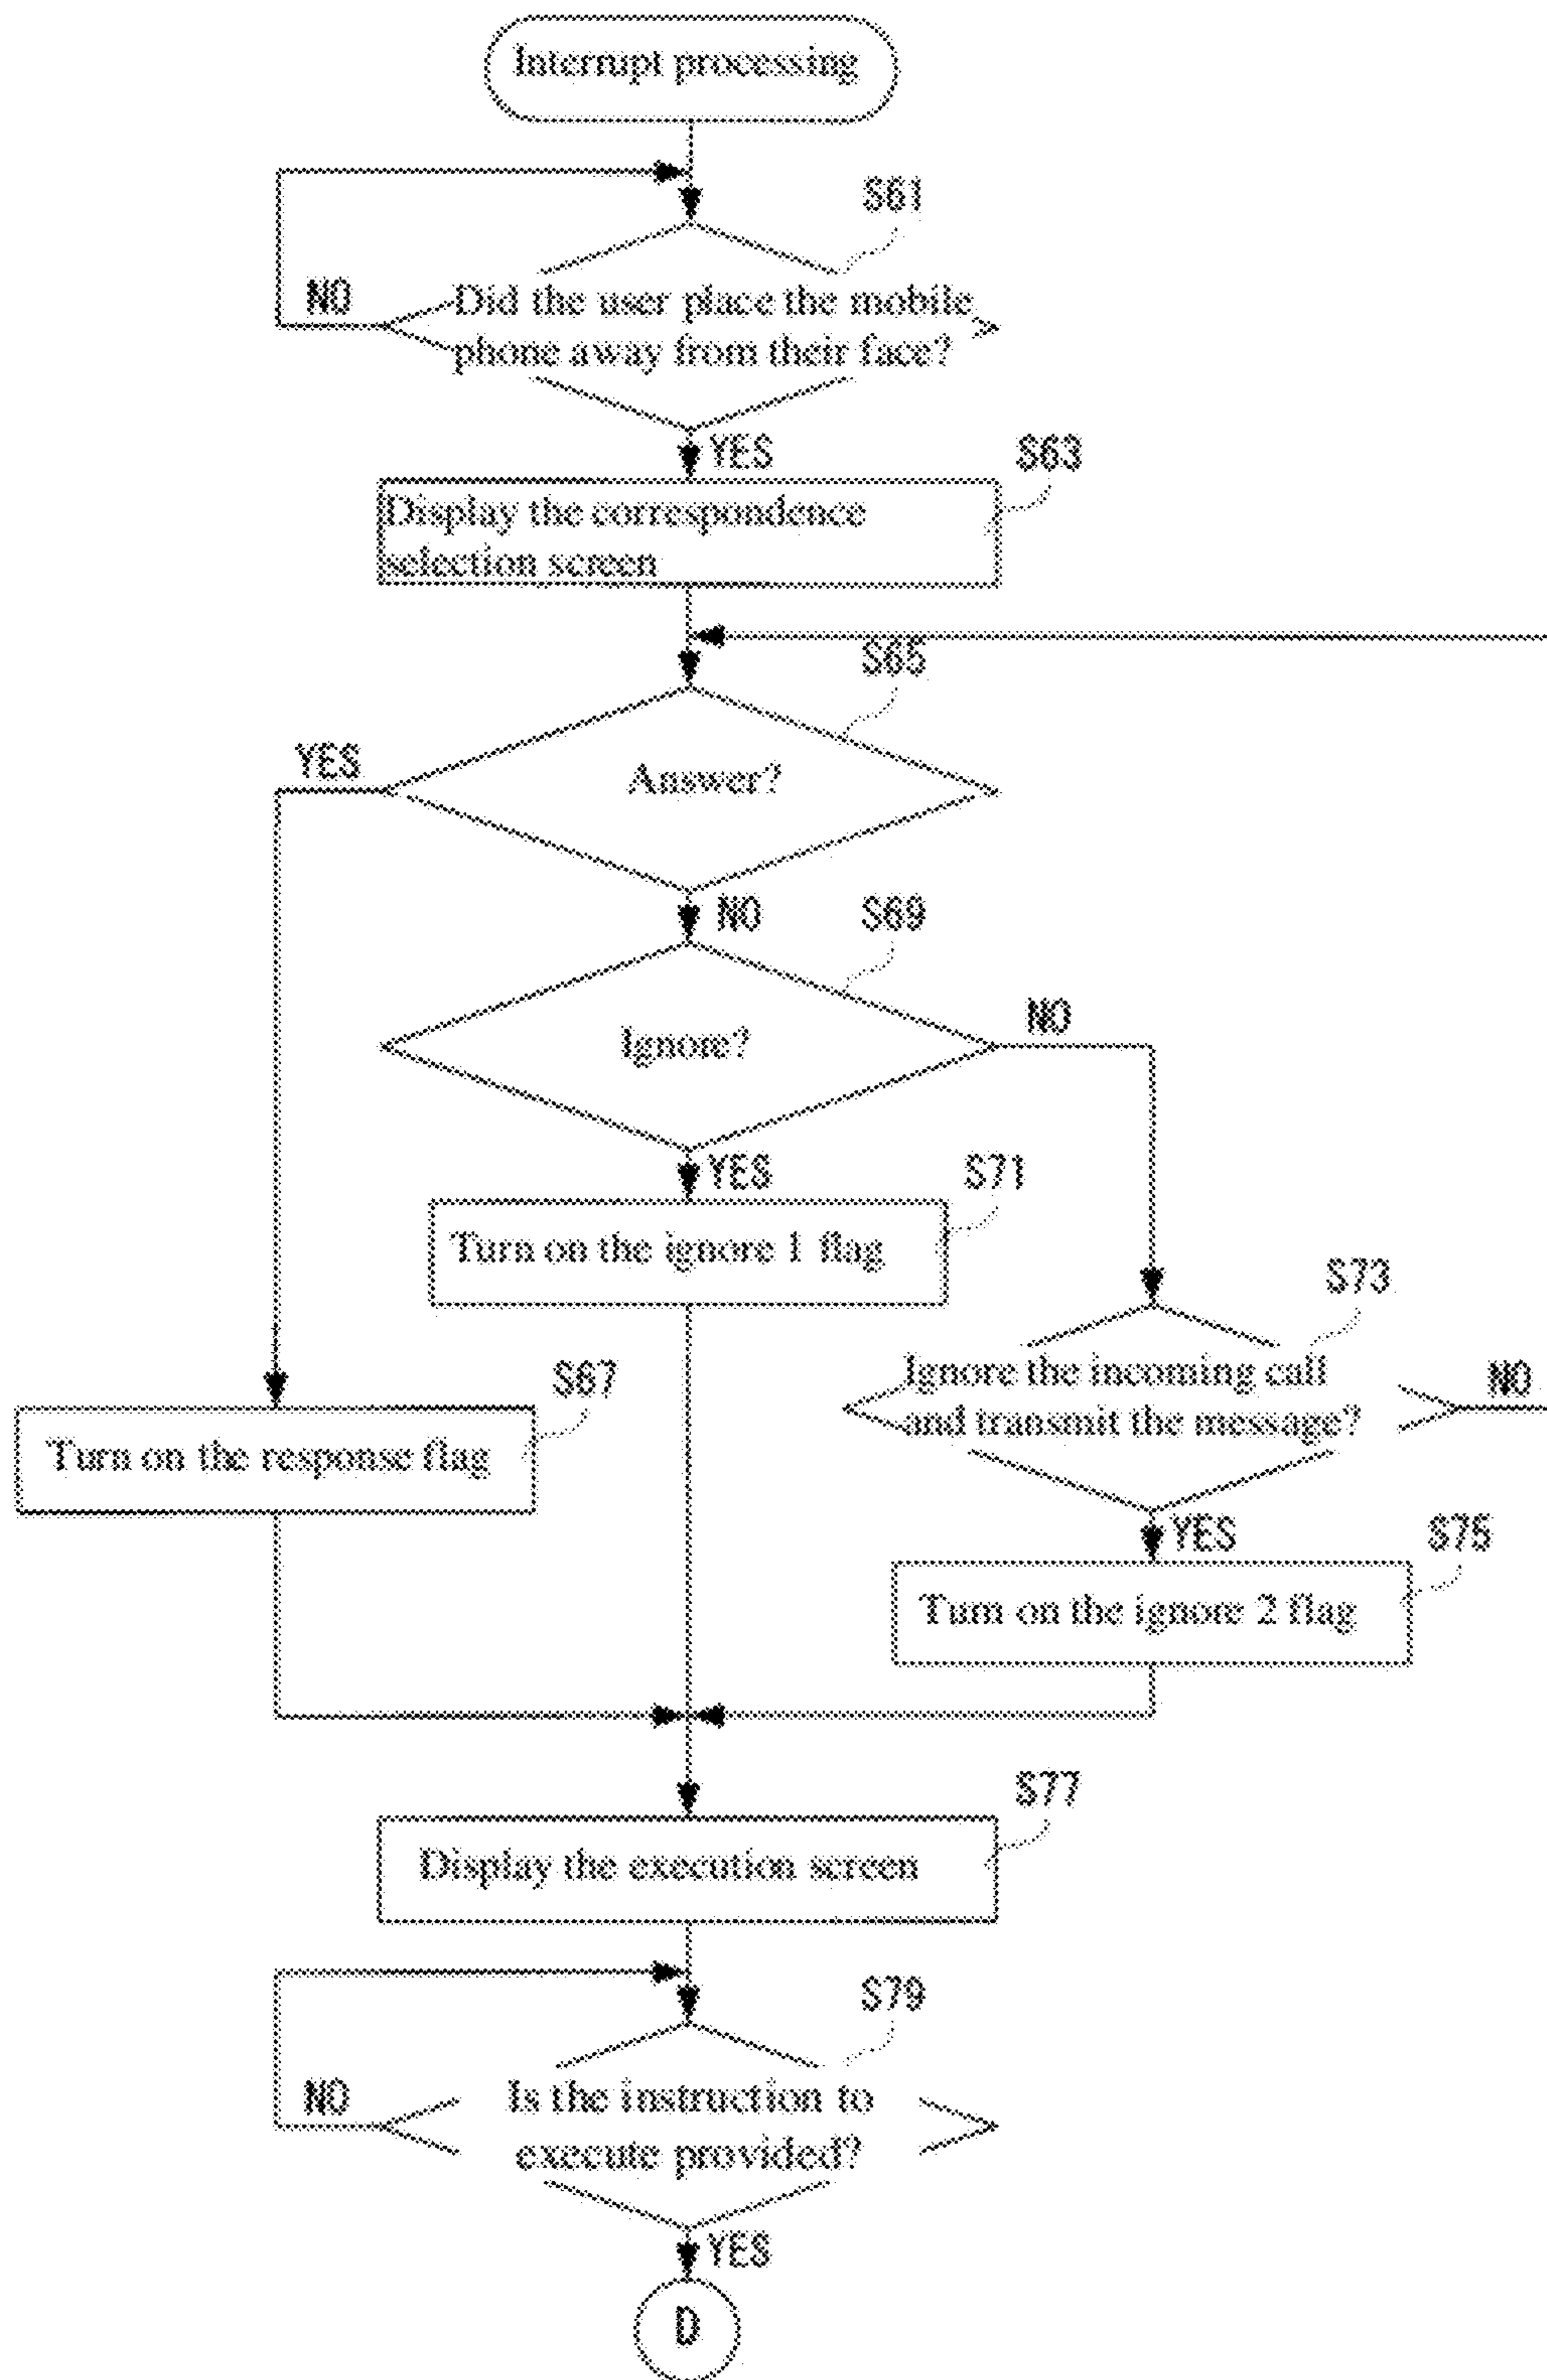 Interrupt processing
S61
NO
Did the user place the mobile
phone away from their face?
YES
S63
Display the correspondence
selection screen
S65
YES
Answer?
NO
S69
Ignore?
NO
YES
S71
Turn on the ignore 1 flag
S73
Ignore the incoming call
and transmit the message?
NO
S67
Turn on the response flag
YES
S75
Turn on the ignore 2 flag
S77
Display the execution screen
S79
NO
Is the instruction to
execute provided?
YES
D